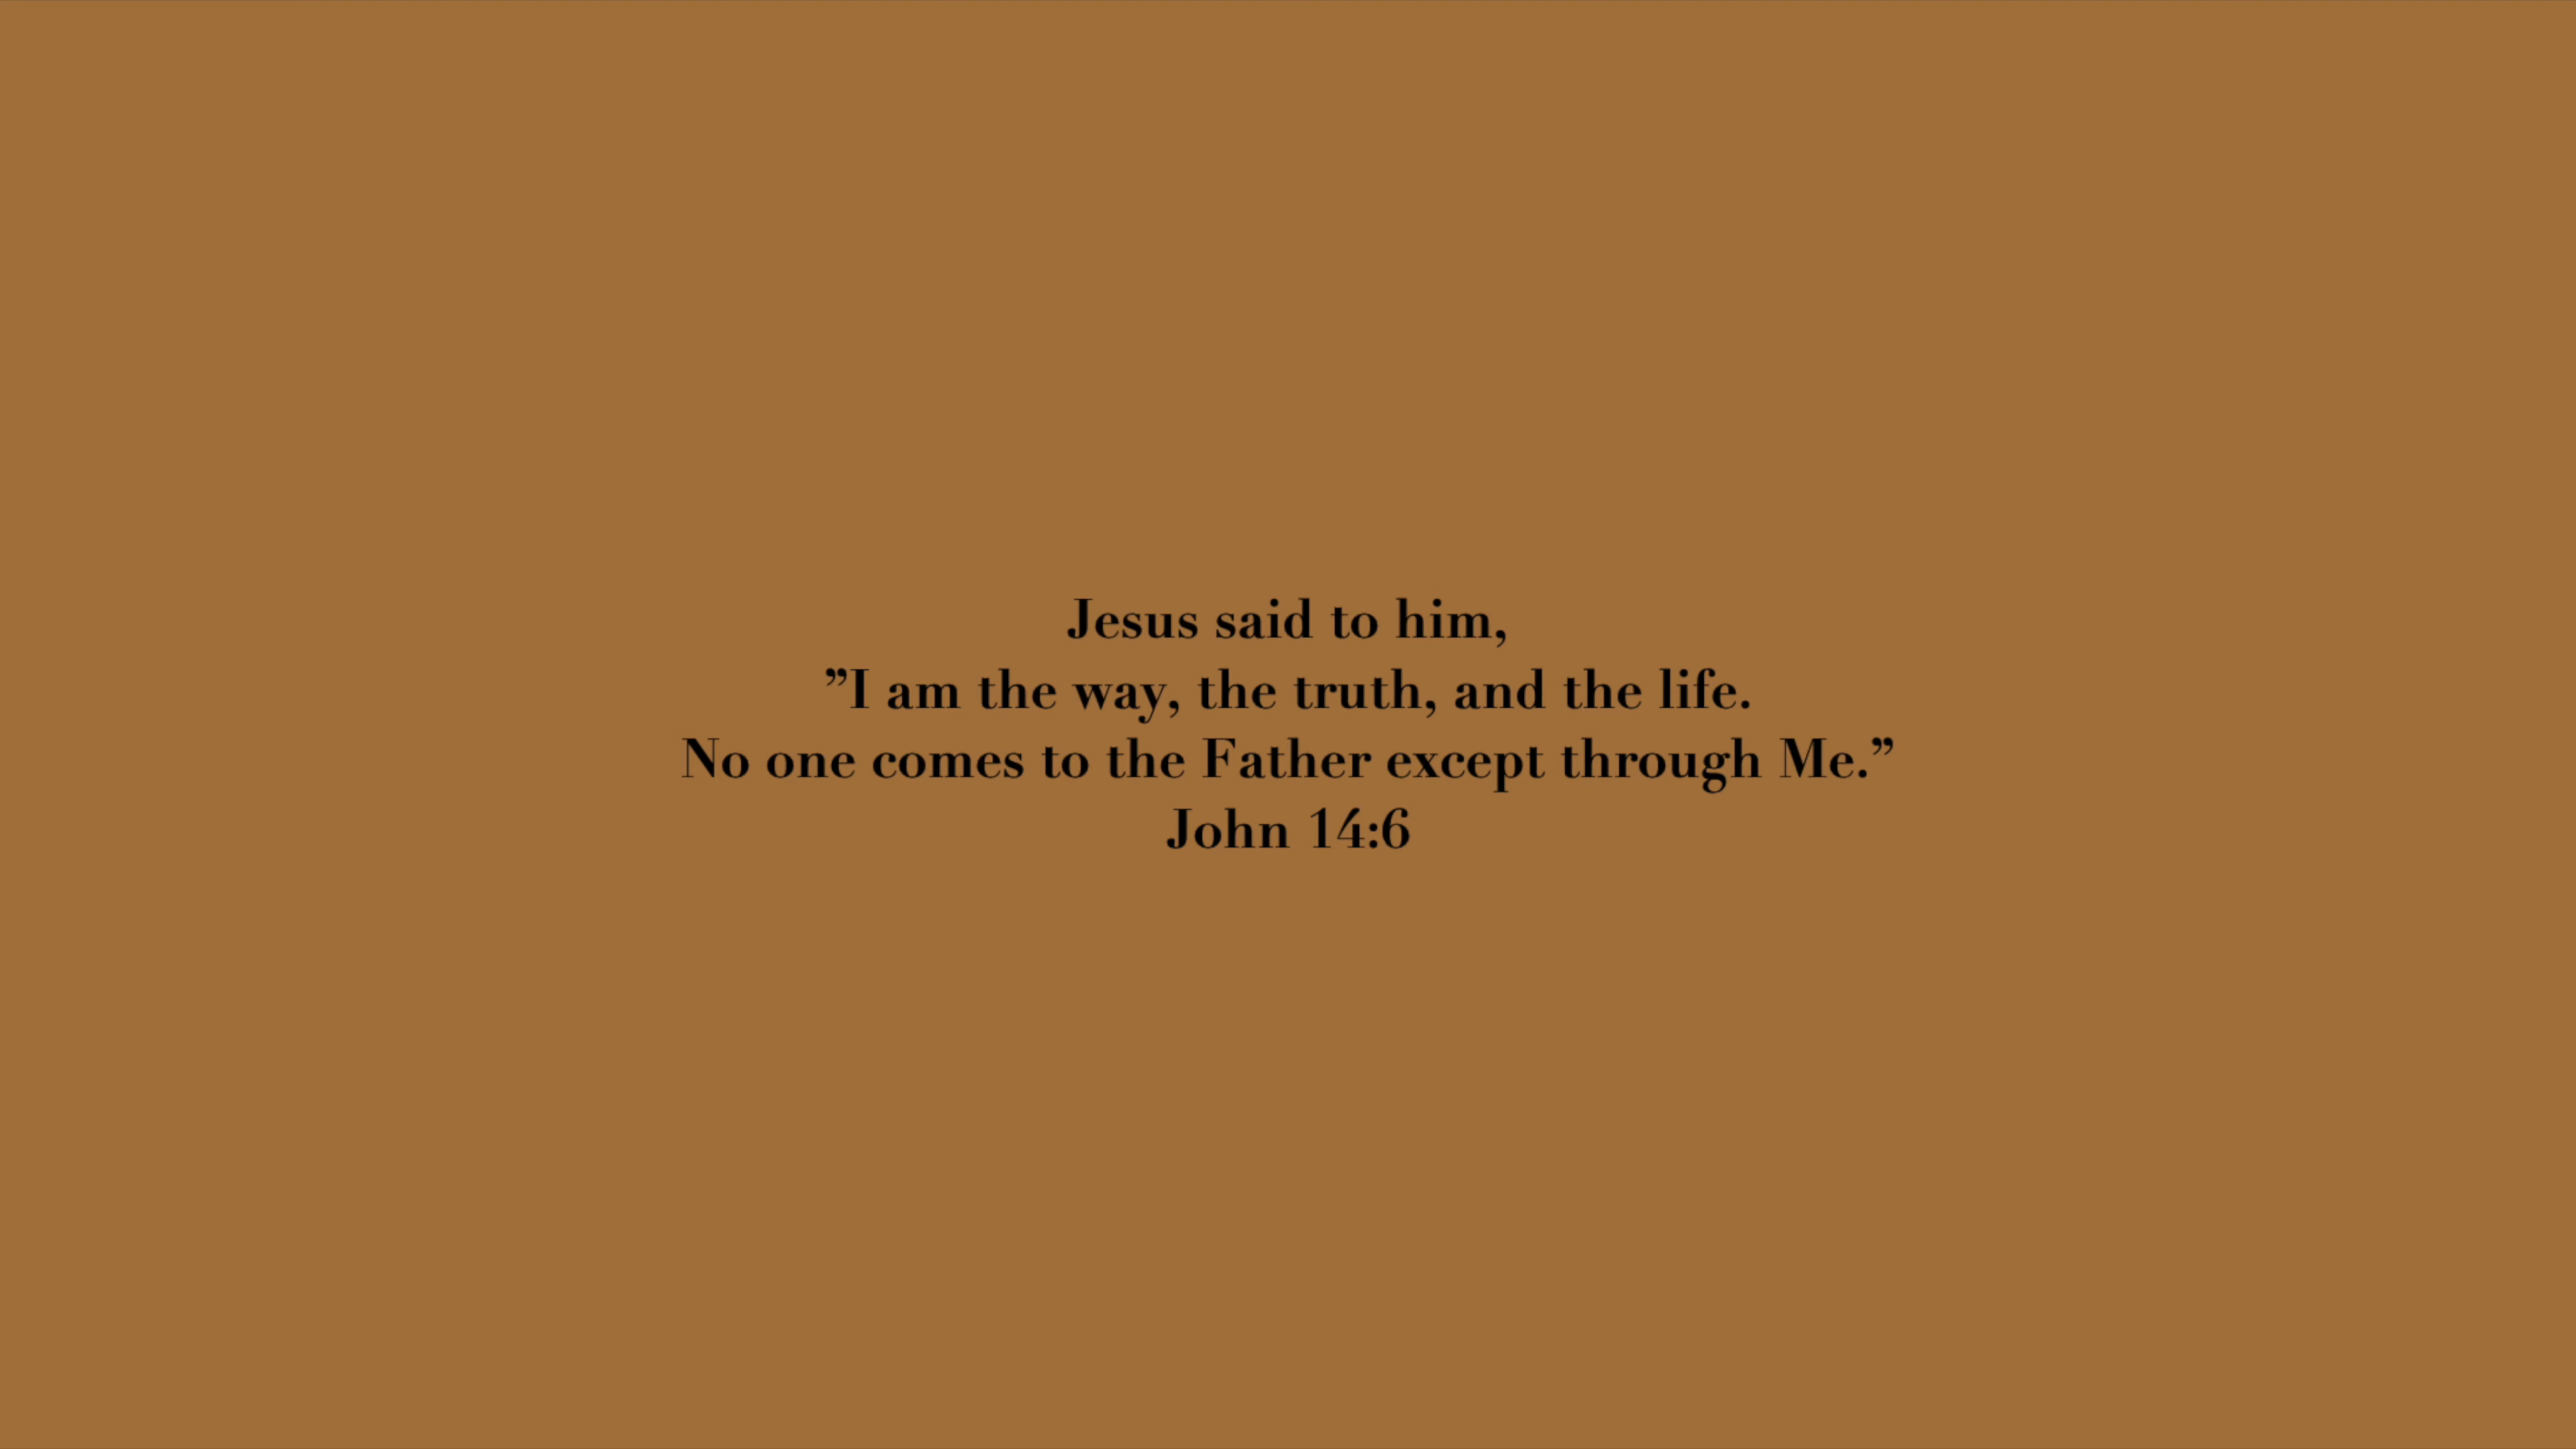 Jesus said to him,
”I am the way, the truth, and the life.
No one comes to the Father except through Me.”
John 14:6